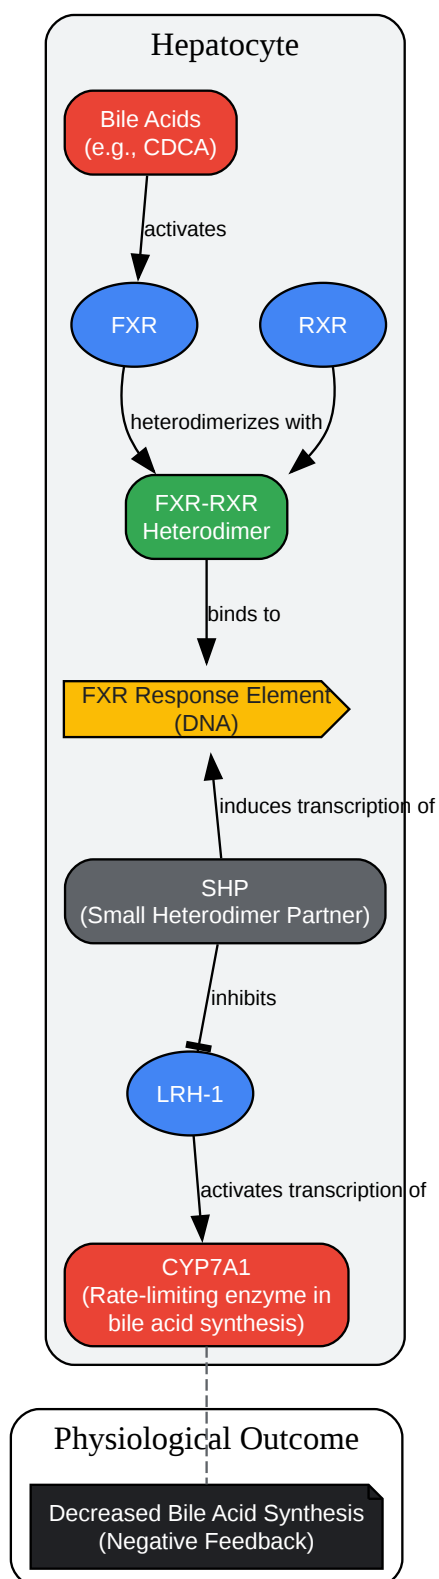 Hepatocyte
Bile Acids
(e.g., CDCA)
activates
FXR
RXR
heterodimerizes with
FXR-RXR
Heterodimer
binds to
FXR Response Element
(DNA)
induces transcription of
SHP
(Small Heterodimer Partner)
inhibits
LRH-1
activates transcription of
CYP7A1
(Rate-limiting enzyme in
bile acid synthesis)
Physiological Outcome
Decreased Bile Acid Synthesis
(Negative Feedback)